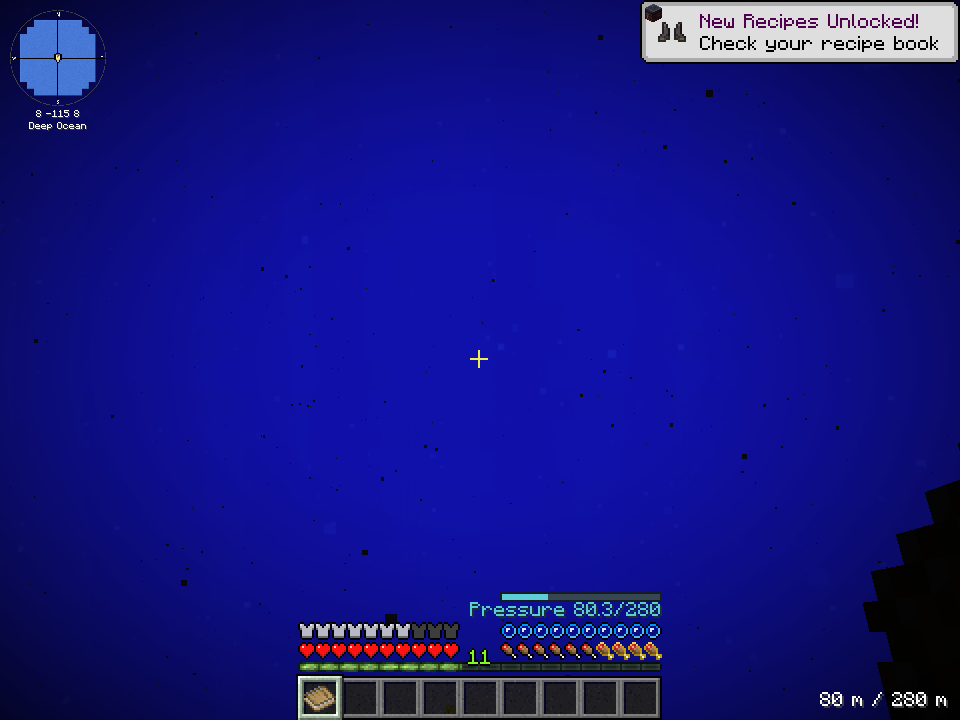 New Recipes Unlocked!
Check your recipe book
8 -115 8
Deep Ocean
Pressure 80.3/280
11
80 m / 280 m